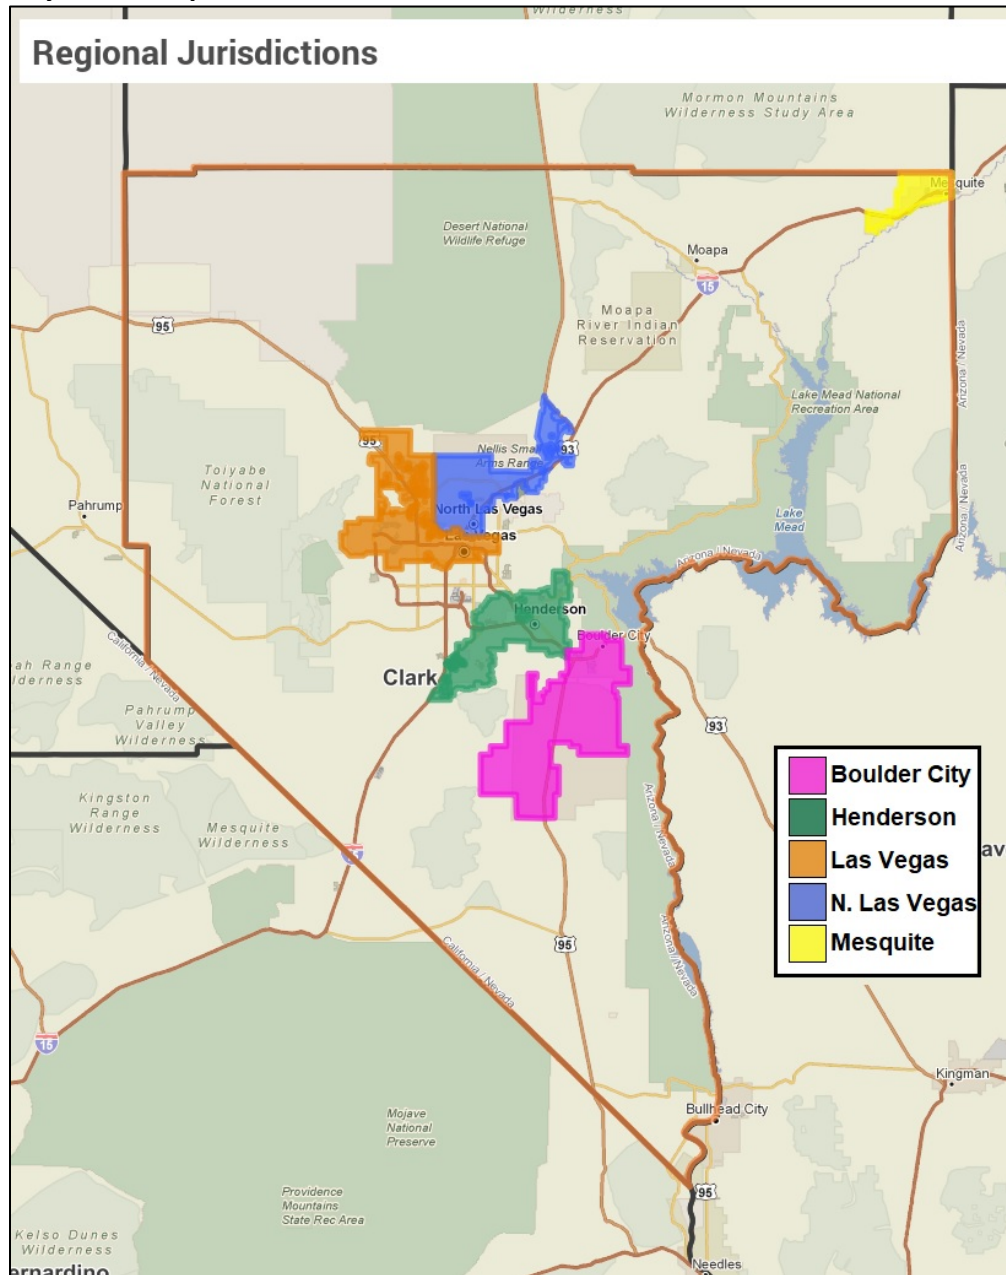 Wilderness
Regional Jurisdictions
Mormon Mountains
Wilderness Study Area
Mesquite
Desert National
Wildlife Refuge
Moapa
15
Moapa
River Indian
Reservation
95
Arizona / Nevada
Lake Mead National
Recreation Area
95
Nellis Small
Arms Range
93
Toiyabe
National
Forest
Pahrump
North Las Vegas
Las Vegas
Lake
Mead
Arizona / Nevada
Arizona / Nevada
Henderson
Boulder City
California / Nevada
ah Range
lderness
Clark
Pahrump
Valley
Wilderness
93
Boulder City
Henderson
Las Vegas
N. Las Vegas
Mesquite
Kingston
Range
Wilderness
Mesquite
Wilderness
Arizona / Nevada
av
95
California / Nevada
Arizona / Nevada
15
Kingman
Bullhead City
Mojave
National
Preserve
Providence
Mountains
State Rec Area
95
Kelso Dunes
Wilderness
Needles
ernardino